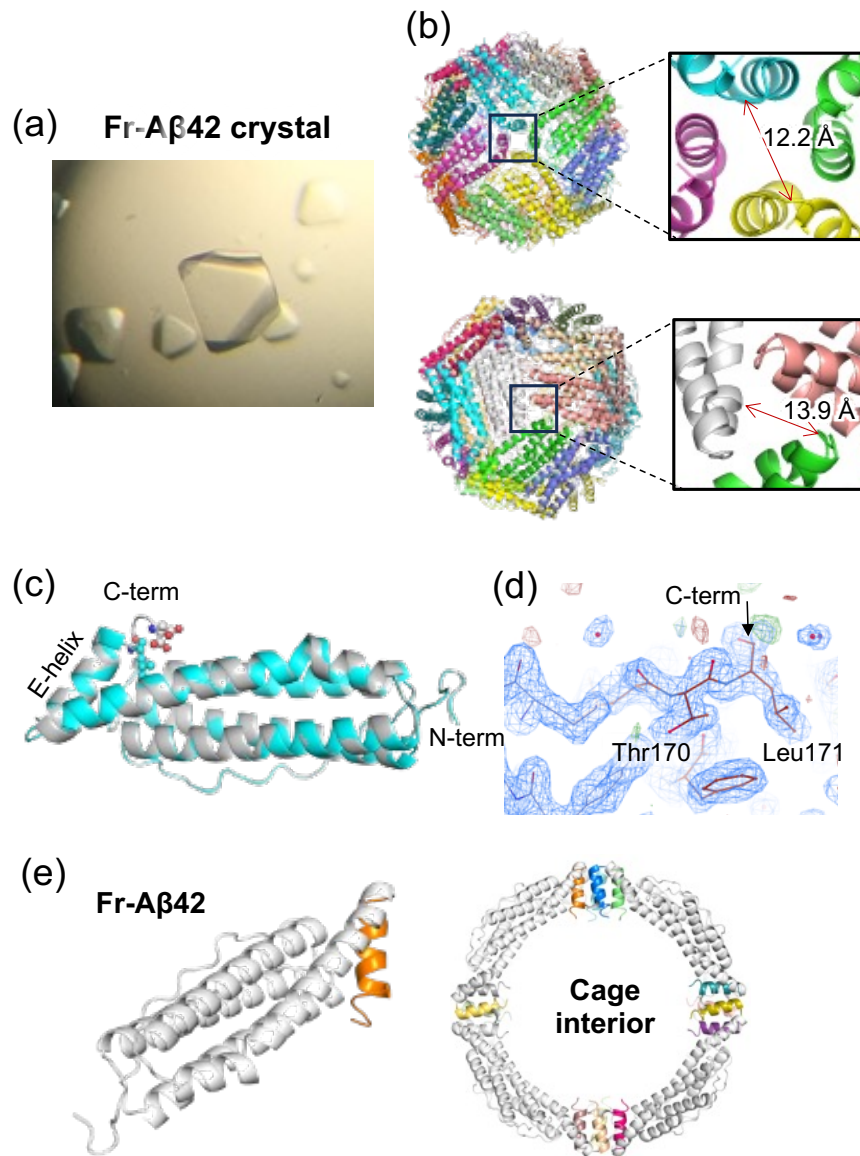 (a)
Fr-Aβ42 crystal
(b)
12.2 Å
13.9 Å
(c)
C-term
E-helix
N-term
(d)
C-term
Thr170
Leu171
(e)
Fr-Aβ42
Cage
interior